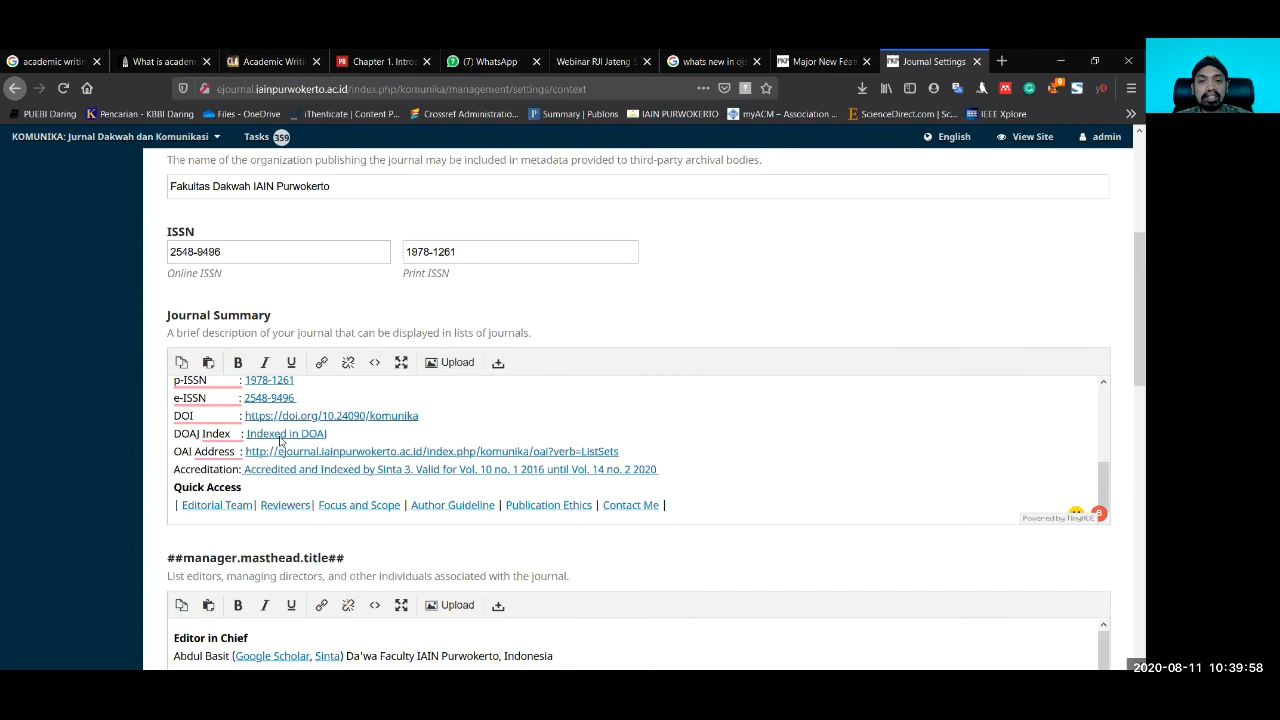 academic writi
What is academ
Academic Writi
Chapter 1. Intro
(7) WhatsApp
Webinar RJI Jateng S
whats new in ojs
Major New Feat
Journal Settings
ejournal.iainpurwokerto.ac.id/index.php/komunika/management/settings/context
PUEBI Daring
Pencarian - KBBI Daring
Files - OneDrive
iThenticate | Content P...
Crossref Administrat...
Summary | Publons
IAIN PURWOKERTO
myACM – Association ...
ScienceDirect.com | Sc...
IEEE Xplore
KOMUNIKA: Jurnal Dakwah dan Komunikasi
Tasks 359
English
View Site
admin
The name of the organization publishing the journal may be included in metadata provided to third-party archival bodies.
Fakultas Dakwah IAIN Purwokerto
ISSN
2548-9496 1978-1261
Online ISSN Print ISSN
Journal Summary
A brief description of your journal that can be displayed in lists of journals.
B I U Upload
p-ISSN : 1978-1261
e-ISSN : 2548-9496
DOI : https://doi.org/10.24090/komunika
DOAJ Index : Indexed in DOAJ
OAI Address : http://ejournal.iainpurwokerto.ac.id/index.php/komunika/oai?verb=ListSets
Accreditation: Accredited and Indexed by Sinta 3. Valid for Vol. 10 no. 1 2016 until Vol. 14 no. 2 2020
Quick Access
| Editorial Team| Reviewers| Focus and Scope | Author Guideline | Publication Ethics | Contact Me |
Powered by TinyMCE
##manager.masthead.title##
List editors, managing directors, and other individuals associated with the journal.
B I U Upload
Editor in Chief
Abdul Basit (Google Scholar, Sinta) Da'wa Faculty IAIN Purwokerto, Indonesia
2020-08-11 10:39:58